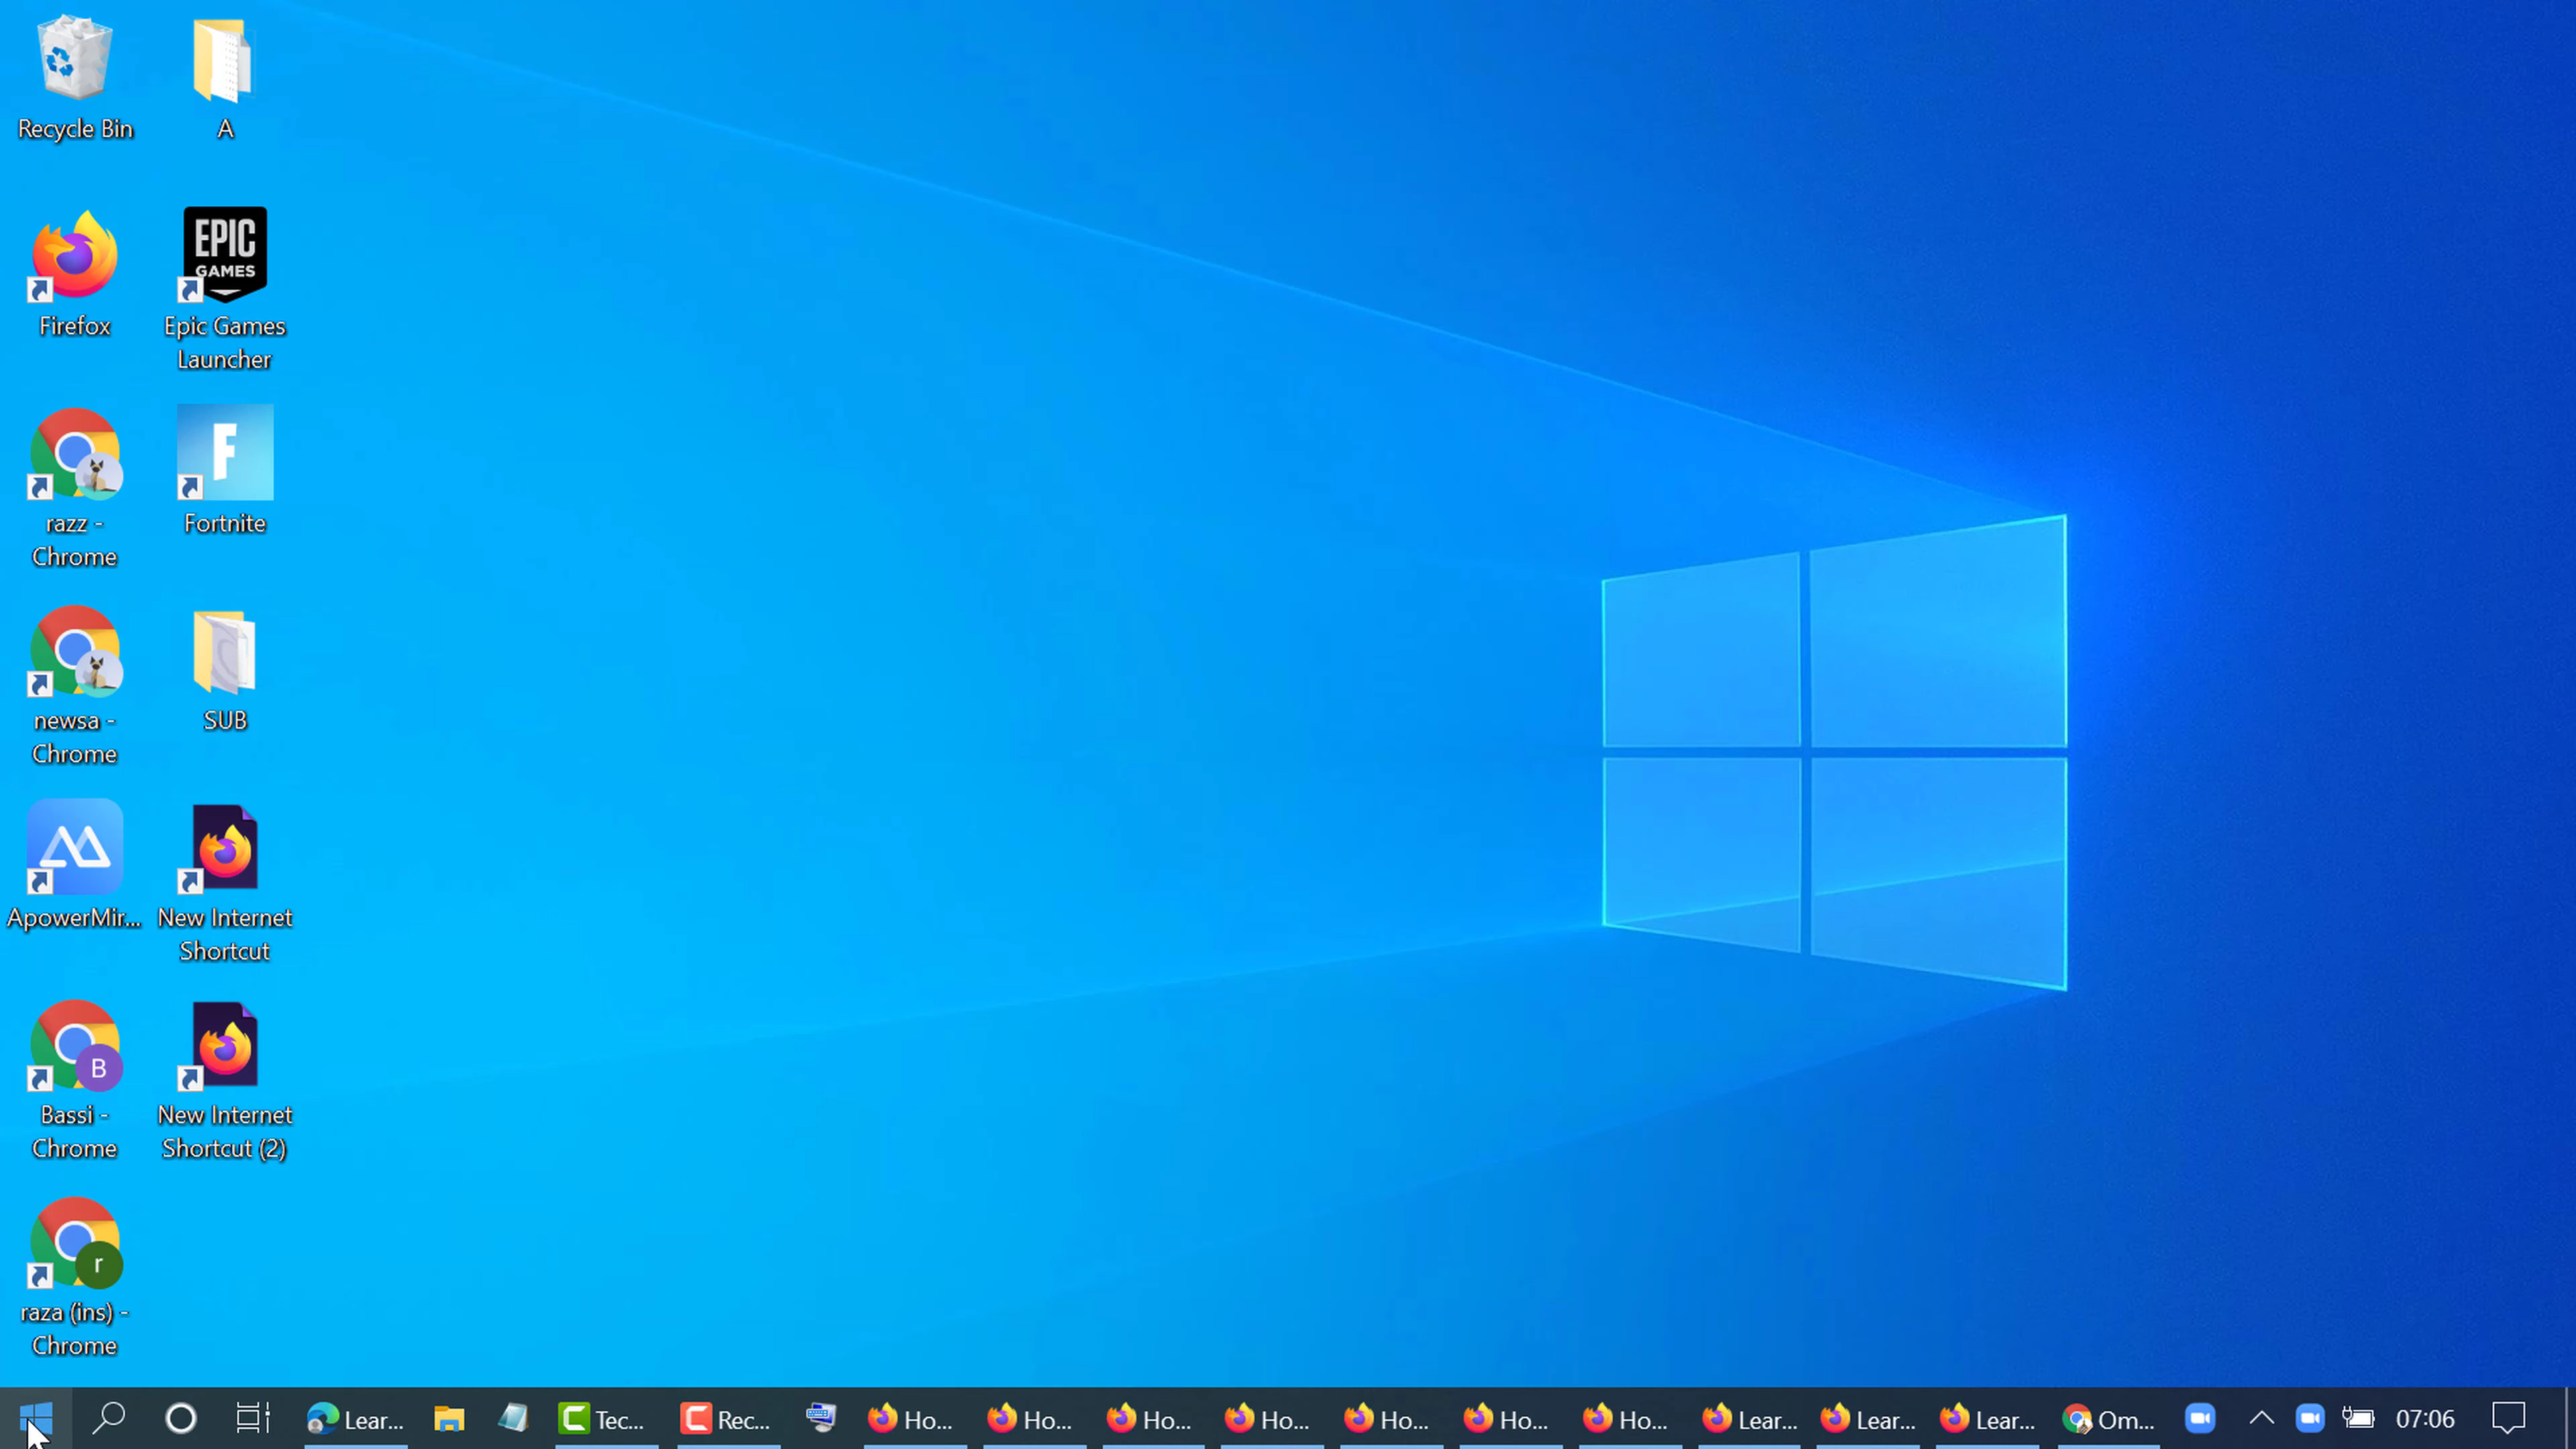 Recycle Bin
A
EPIC
GAMES
Firefox
Epic Games
Launcher
F
razz -
Chrome
Fortnite
newsa -
Chrome
SUB
ApowerMir...
New Internet
Shortcut
B
Bassi -
Chrome
New Internet
Shortcut (2)
r
raza (ins) -
Chrome
Lear...
Tec...
Rec...
Ho...
Ho...
Ho...
Ho...
Ho...
Ho...
Ho...
Lear...
Lear...
Lear...
Om...
07:06